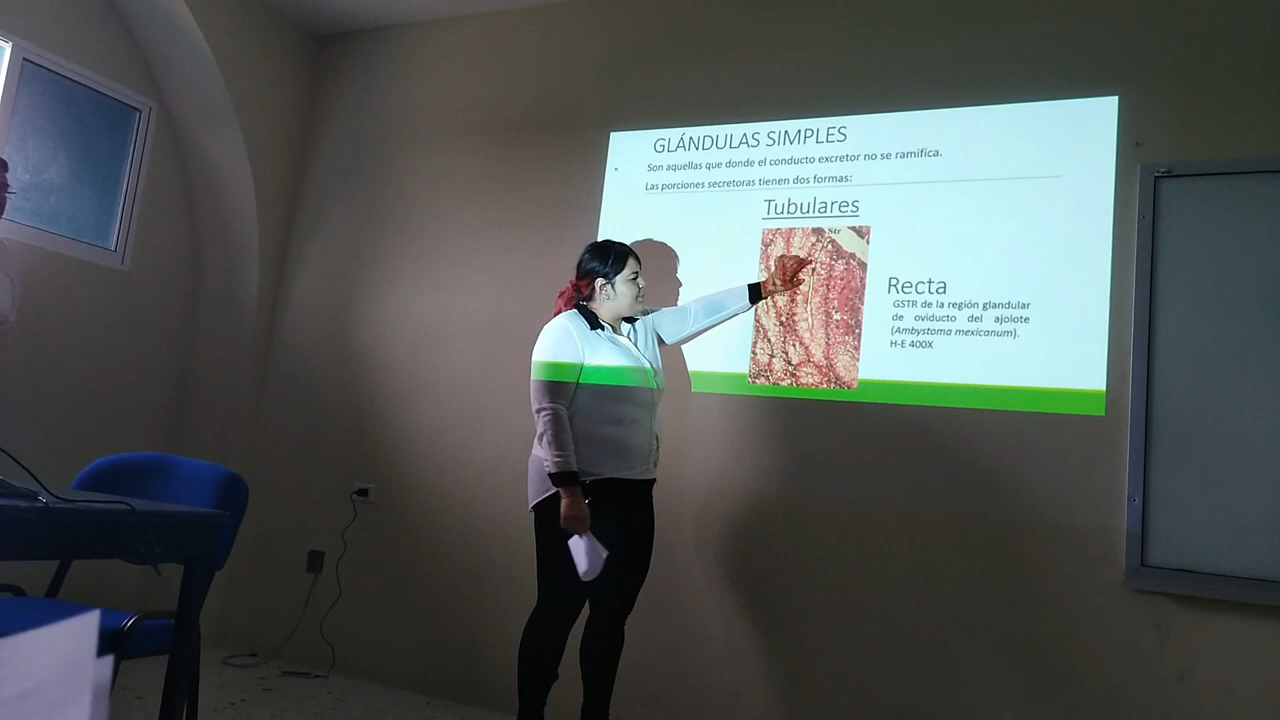 GLÁNDULAS SIMPLES
Son aquellas que donde el conducto excretor no se ramifica.
Las porciones secretoras tienen dos formas:
Tubulares
Str
Recta
GSTR de la región glandular
de oviducto del ajolote
(Ambystoma mexicanum).
H-E 400X